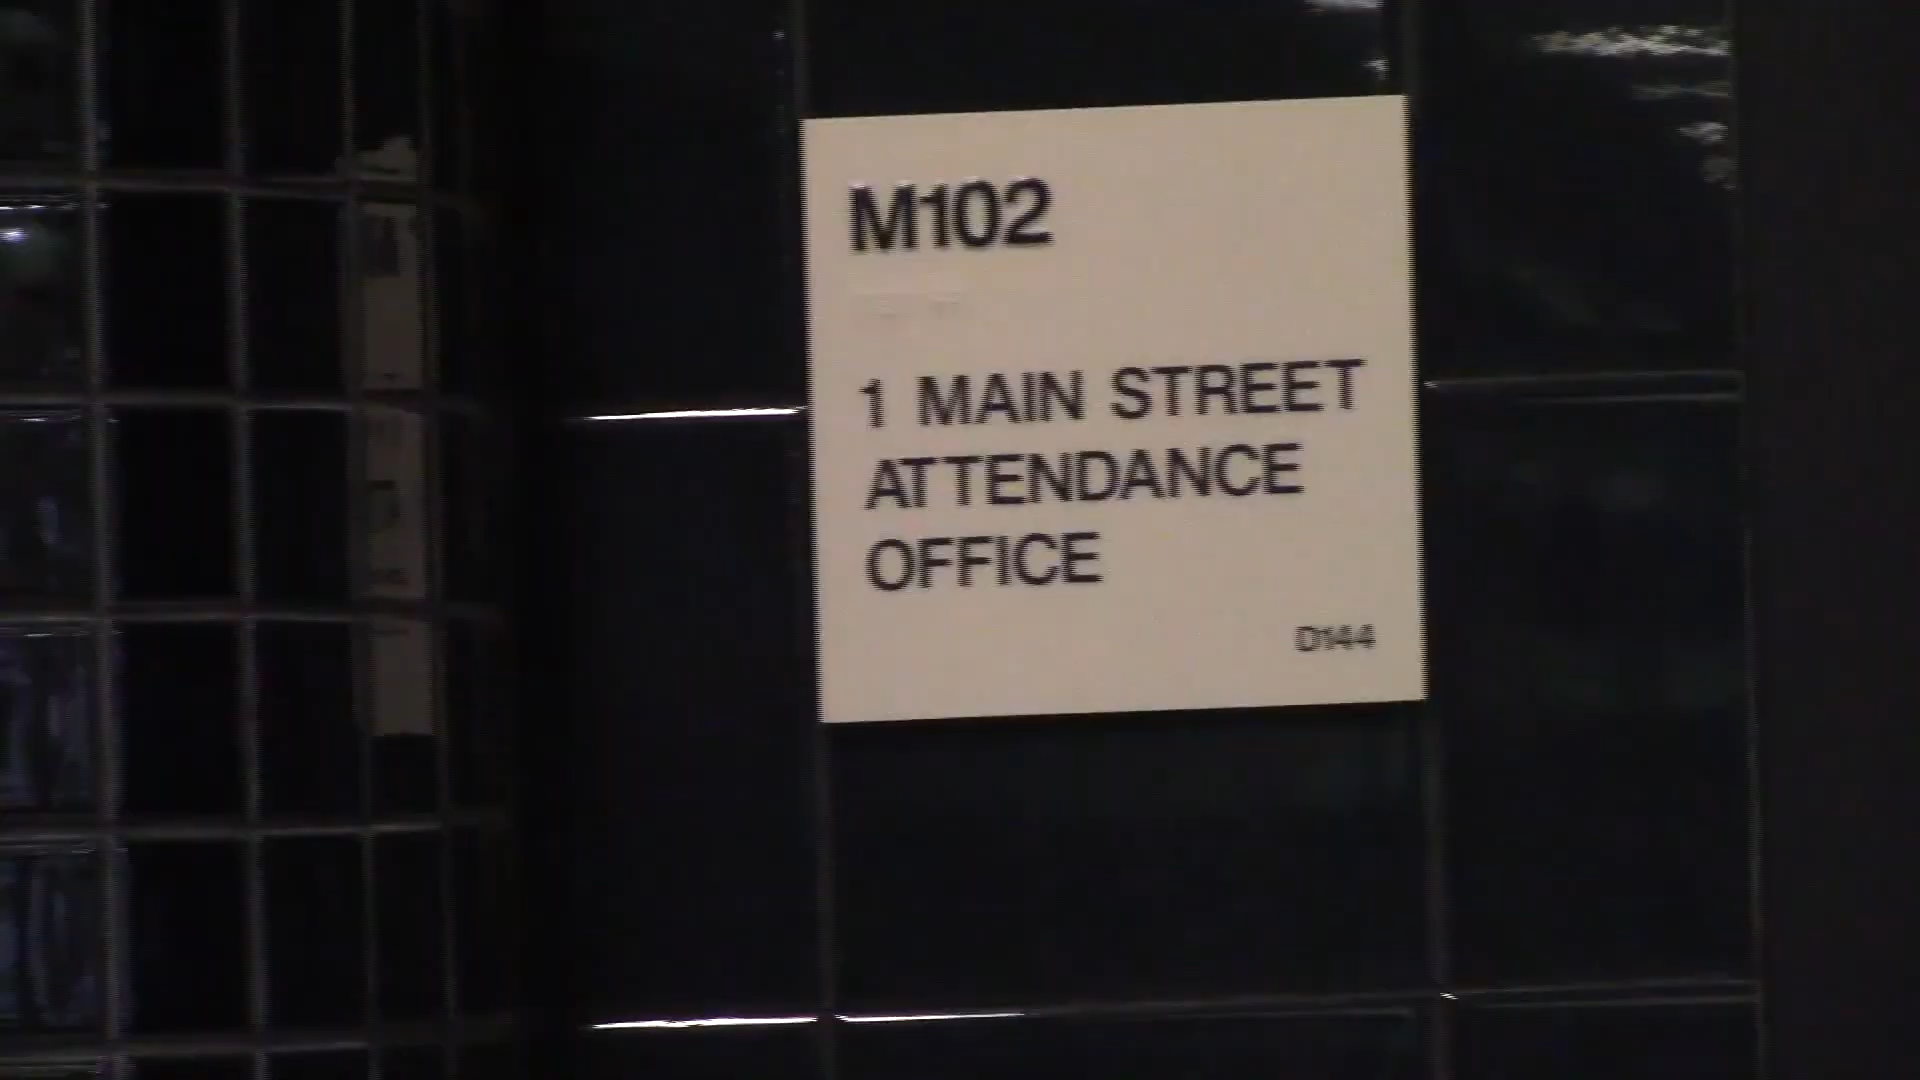 M102
1 MAIN STREET
ATTENDANCE
OFFICE
D144